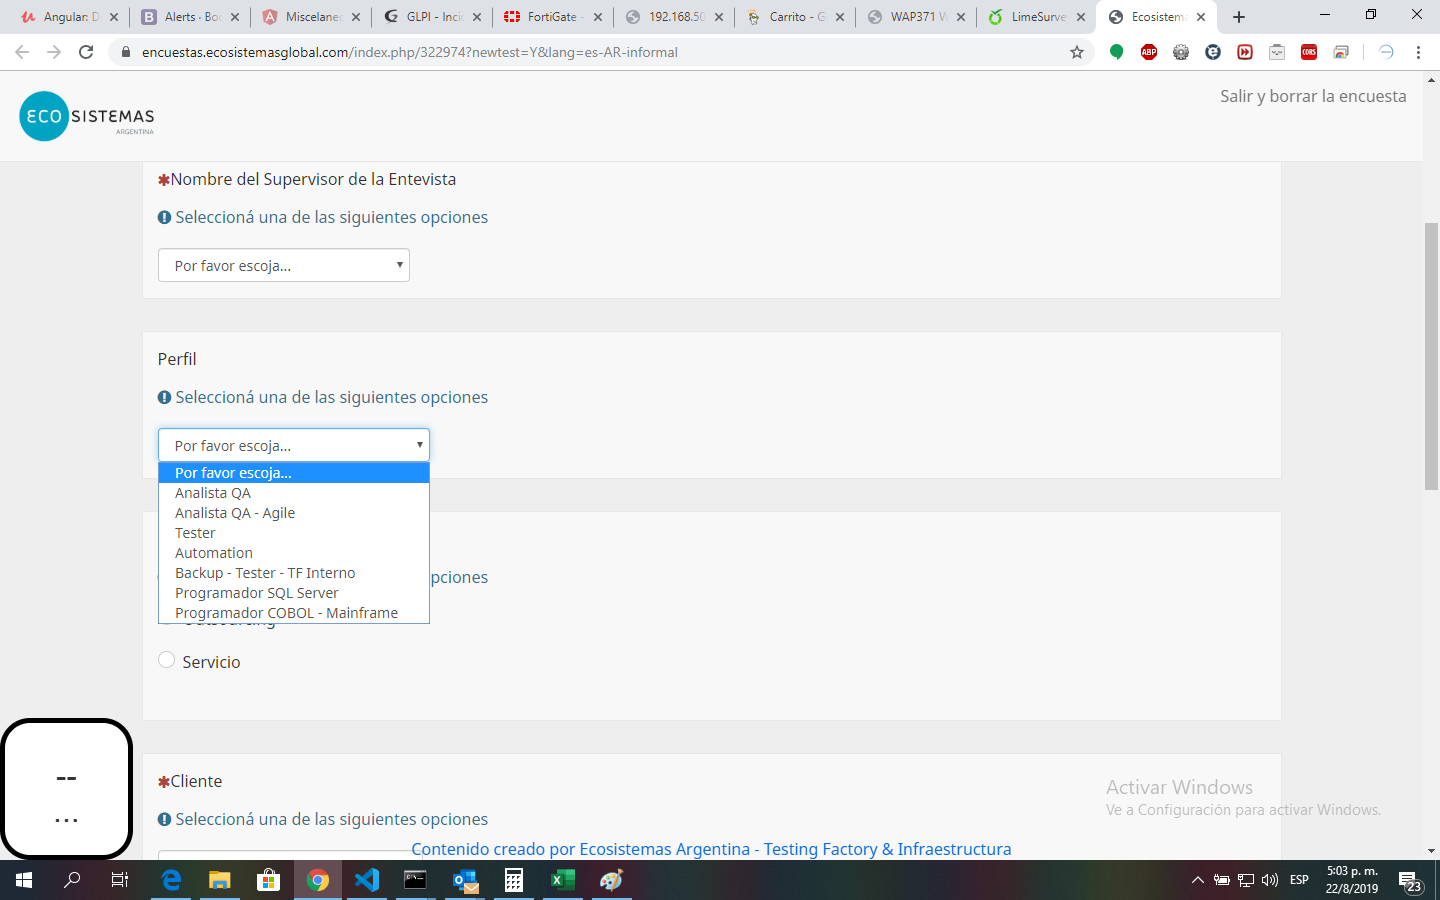 Angular: D
Alerts · Boo
Miscelane
GLPI - Incid
FortiGate -
192.168.50
Carrito - G
WAP371 W
LimeSurve
Ecosistema
encuestas.ecosistemasglobal.com/index.php/322974?newtest=Y&lang=es-AR-informal
ABP
CORS
ECO SISTEMAS
ARGENTINA
Salir y borrar la encuesta
Nombre del Supervisor de la Entevista
Seleccioná una de las siguientes opciones
Por favor escoja...
Perfil
Seleccioná una de las siguientes opciones
Por favor escoja...
Por favor escoja...
Analista QA
Analista QA - Agile
Tester
Automation
Backup - Tester - TF Interno
pciones
Programador SQL Server
Programador COBOL - Mainframe
Servicio
--
...
Cliente
Activar Windows
Ve a Configuración para activar Windows.
Seleccioná una de las siguientes opciones
Contenido creado por Ecosistemas Argentina - Testing Factory & Infraestructura
ESP
5:03 p. m.
22/8/2019
23